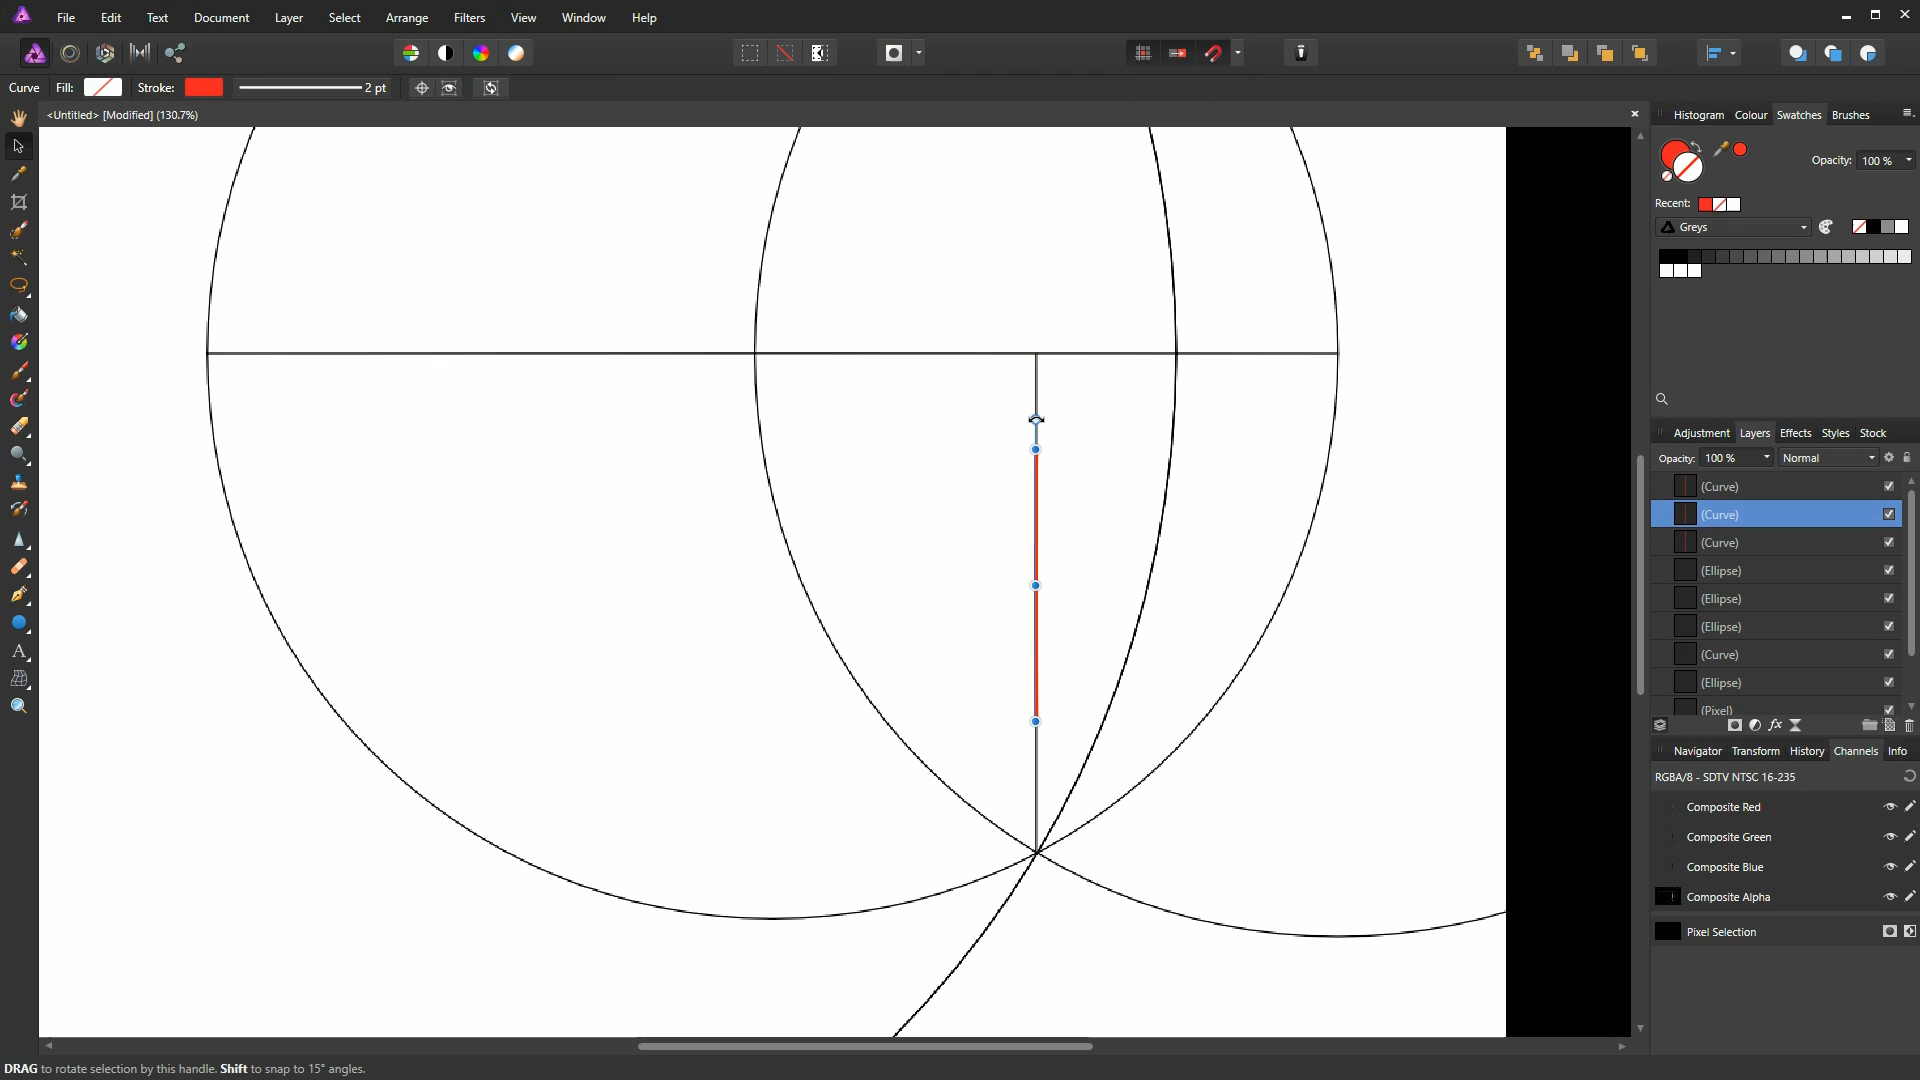 File Edit Text Document Layer Select Arrange Filters View Window Help
Curve Fill: Stroke: 2 pt
<Untitled> [Modified] (130.7%)
Histogram Colour Swatches Brushes
Opacity: 100 %
Recent:
Greys
Adjustment Layers Effects Styles Stock
Opacity: 100 % Normal
(Curve)
(Curve)
(Curve)
(Ellipse)
(Ellipse)
(Ellipse)
(Curve)
(Ellipse)
(Pixel)
Navigator Transform History Channels Info
RGBA/8 - SDTV NTSC 16-235
Composite Red
Composite Green
Composite Blue
Composite Alpha
Pixel Selection
DRAG to rotate selection by this handle. Shift to snap to 15° angles.